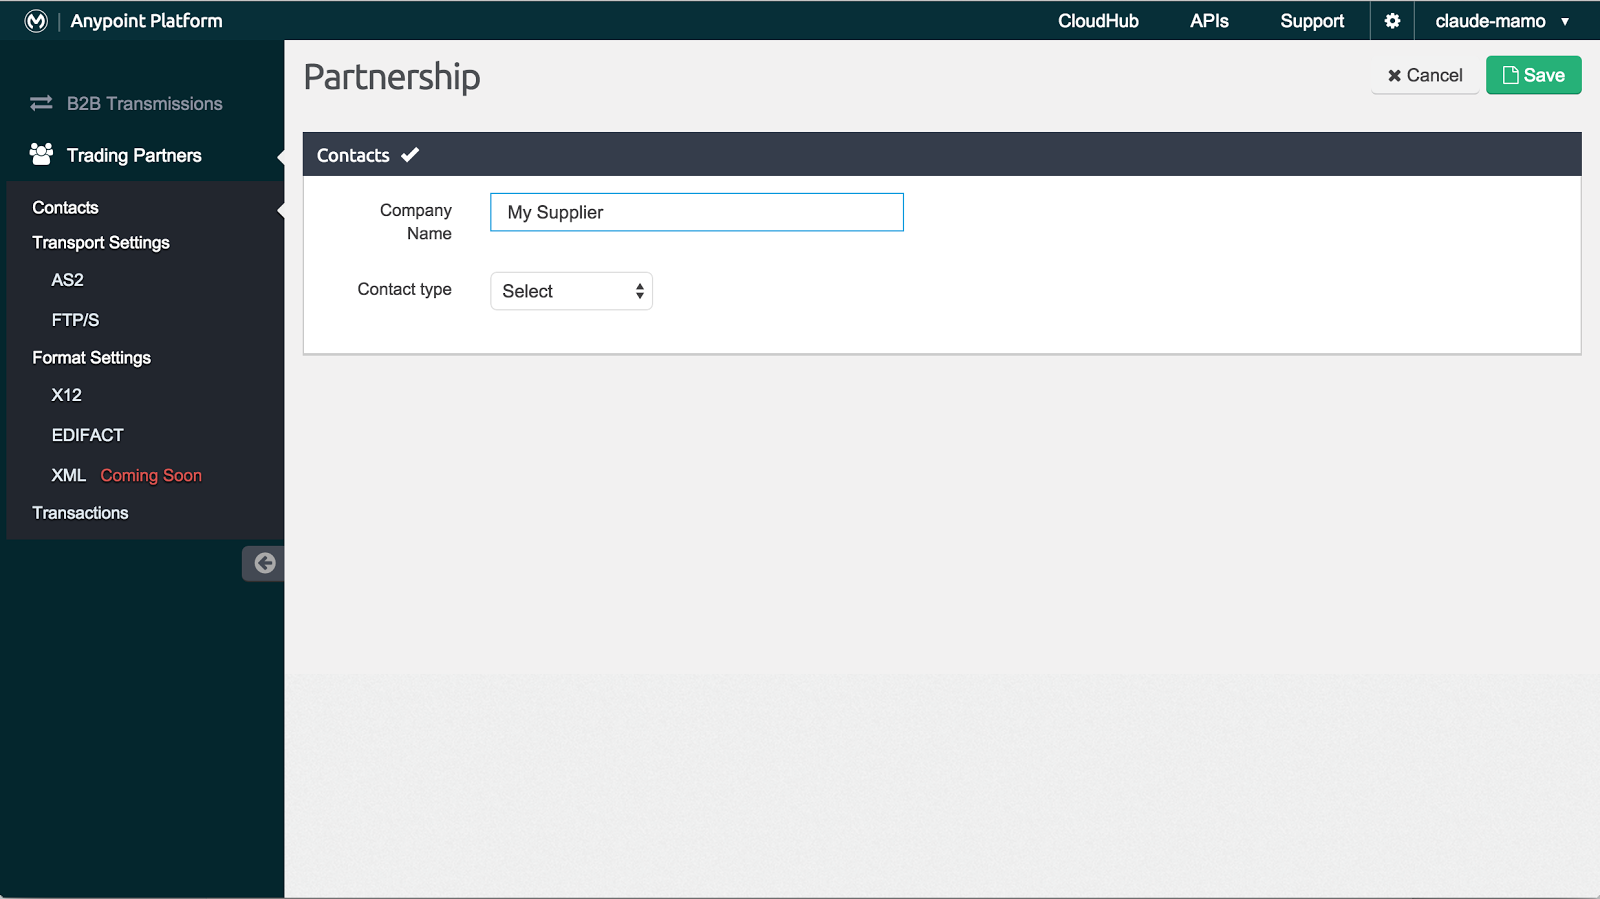 Anypoint Platform
CloudHub
APIs
Support
claude-mamo
B2B Transmissions
Trading Partners
Contacts
Transport Settings
AS2
FTP/S
Format Settings
X12
EDIFACT
XML Coming Soon
Transactions
Partnership
Cancel
Save
Contacts
Company
Name
My Supplier
Contact type
Select